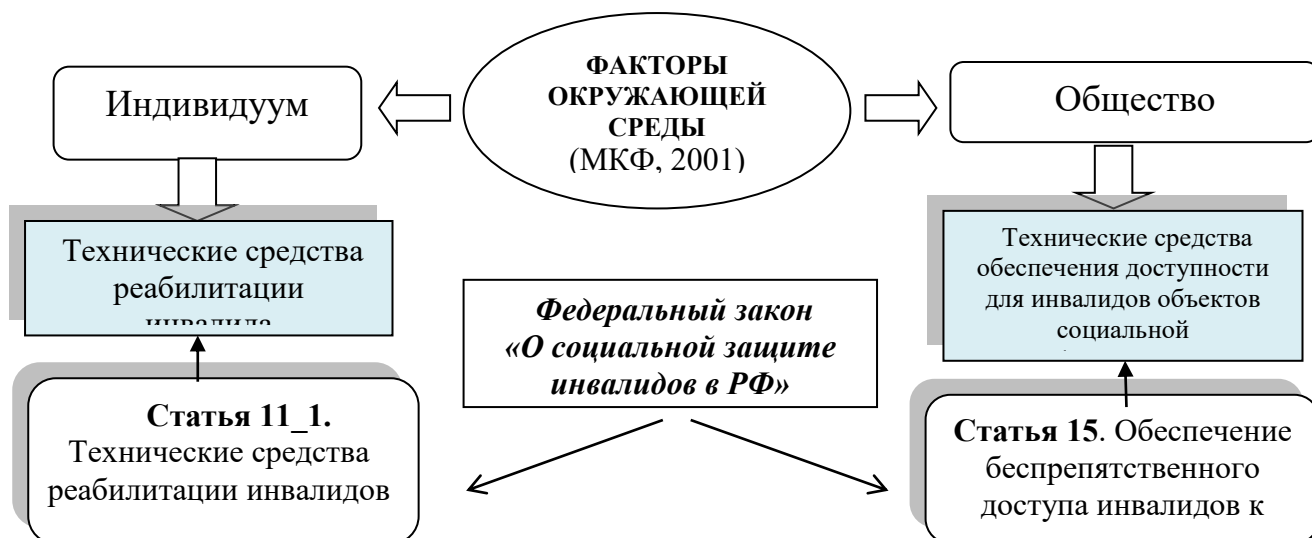 ФАКТОРЫ
ОКРУЖАЮЩЕЙ
СРЕДЫ
(МКФ, 2001)
Индивидуум
Общество
Технические средства
реабилитации
инвалида
Технические средства
обеспечения доступности
для инвалидов объектов
социальной
Федеральный закон
«О социальной защите
инвалидов в РФ»
Статья 11_1.
Технические средства
реабилитации инвалидов
Статья 15. Обеспечение
беспрепятственного
доступа инвалидов к